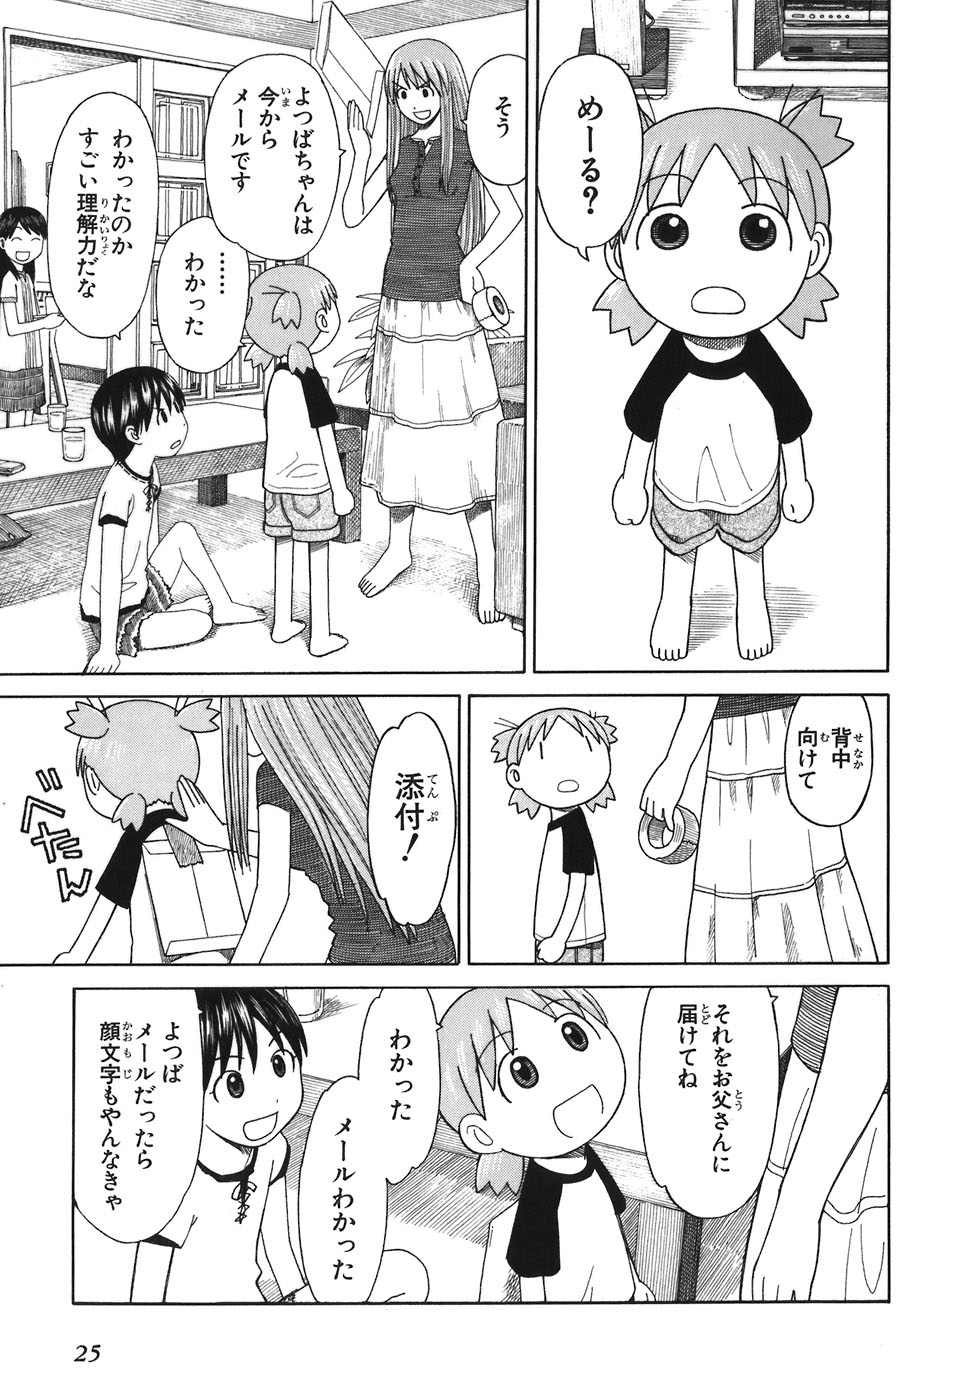 めーる？
そう
よつばちゃんは
今から
メールです
……
わかった
わかったのか
すごい理解力だな
背中
向けて
添付！
べたん
それをお父さんに
届けてね
わかった
メールわかった
よつば
メールだったら
顔文字もやんなきゃ
25